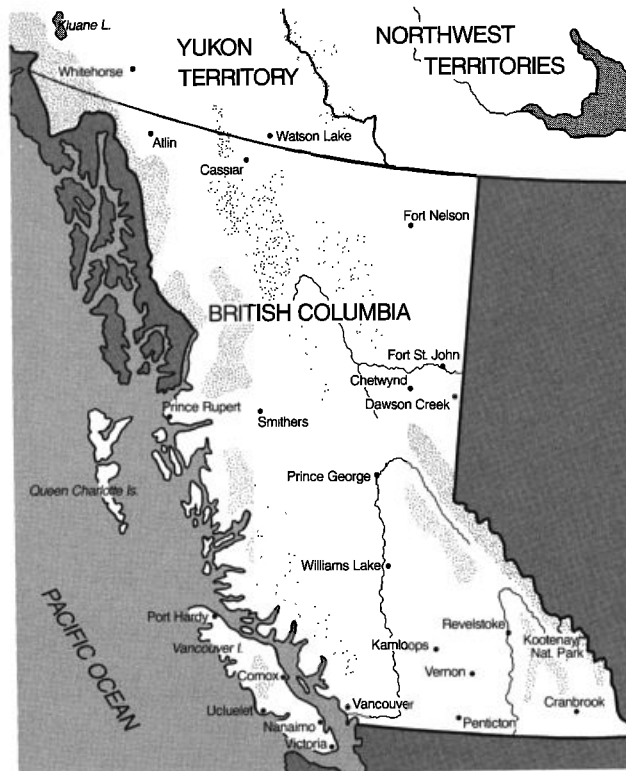 Kluane L.
YUKON
TERRITORY
NORTHWEST
TERRITORIES
Whitehorse
Atlin
Watson Lake
Cassiar
Fort Nelson
BRITISH COLUMBIA
Fort St. John
Chetwynd
Dawson Creek
Prince Rupert
Smithers
Prince George
Queen Charlotte Is.
Williams Lake
PACIFIC OCEAN
Port Hardy
Vancouver I.
Revelstoke
Kootenay
Nat. Park
Kamloops
Vernon
Comox
Ucluelet
Vancouver
Penticton
Cranbrook
Nanaimo
Victoria